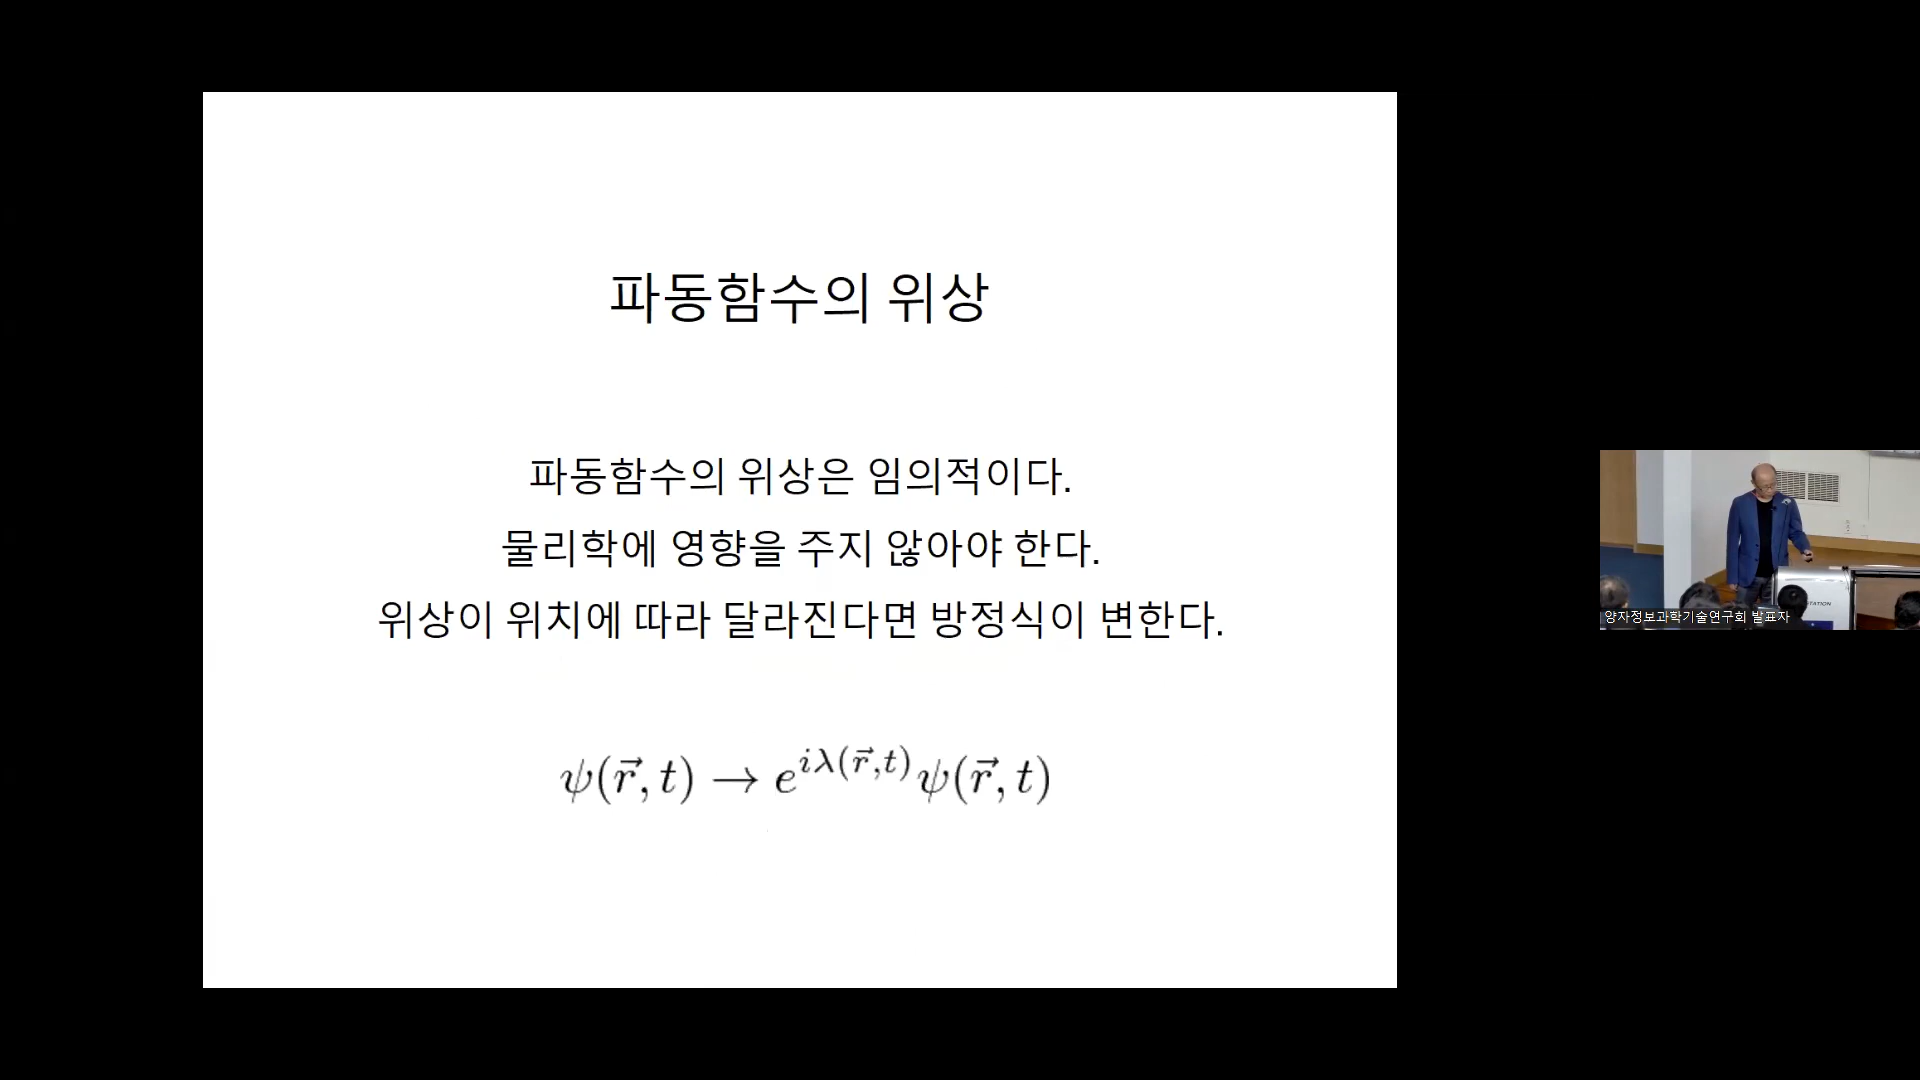 파동함수의 위상
파동함수의 위상은 임의적이다.
물리학에 영향을 주지 않아야 한다.
위상이 위치에 따라 달라진다면 방정식이 변한다.
ψ(r⃗, t) → e^{iλ(r⃗,t)}ψ(r⃗, t)
양자정보과학기술연구회 발표자